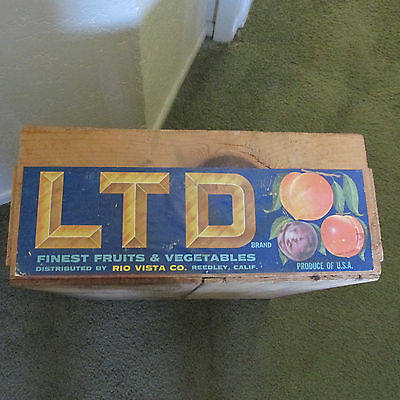 LTD
BRAND
FINEST FRUITS & VEGETABLES
DISTRIBUTED BY RIO VISTA CO. REEDLEY, CALIF.
PRODUCE OF U.S.A.